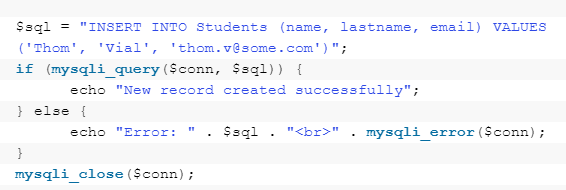 $sql = "INSERT INTO Students (name, lastname, email) VALUES
('Thom', 'Vial', 'thom.v@some.com')";
if (mysqli_query($conn, $sql)) {
      echo "New record created successfully";
} else {
      echo "Error: " . $sql . "<br>" . mysqli_error($conn);
}
mysqli_close($conn);